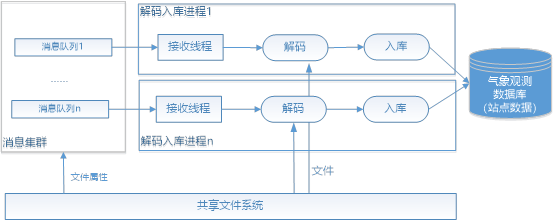 解码入库进程1
消息队列1
接收线程
解码
入库
......
消息队列n
接收线程
解码
入库
气象观测
数据库
(站点数据)
消息集群
解码入库进程n
文件属性
文件
共享文件系统